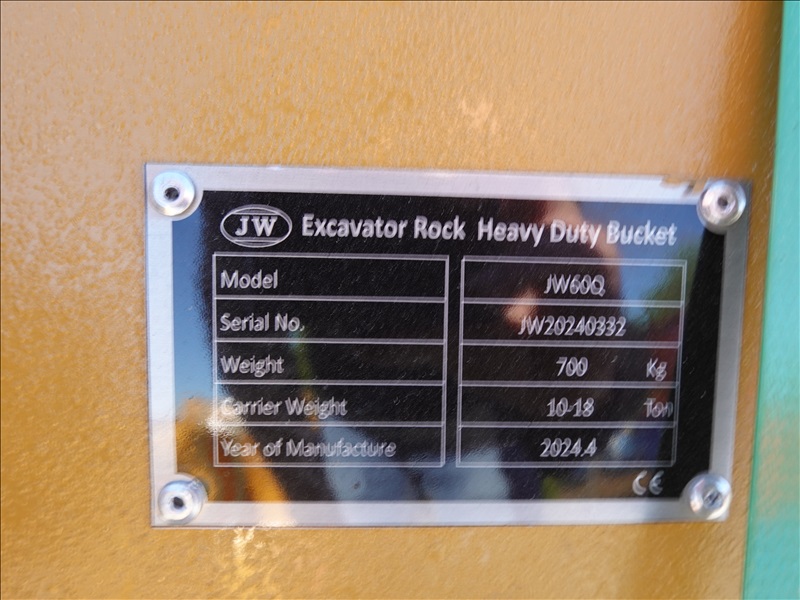 JW Excavator Rock Heavy Duty Bucket
Model JW60Q
Serial No. JW20240332
Weight 700 Kg
Carrier Weight 10-18 Ton
Year of Manufacture 2024.4
CE